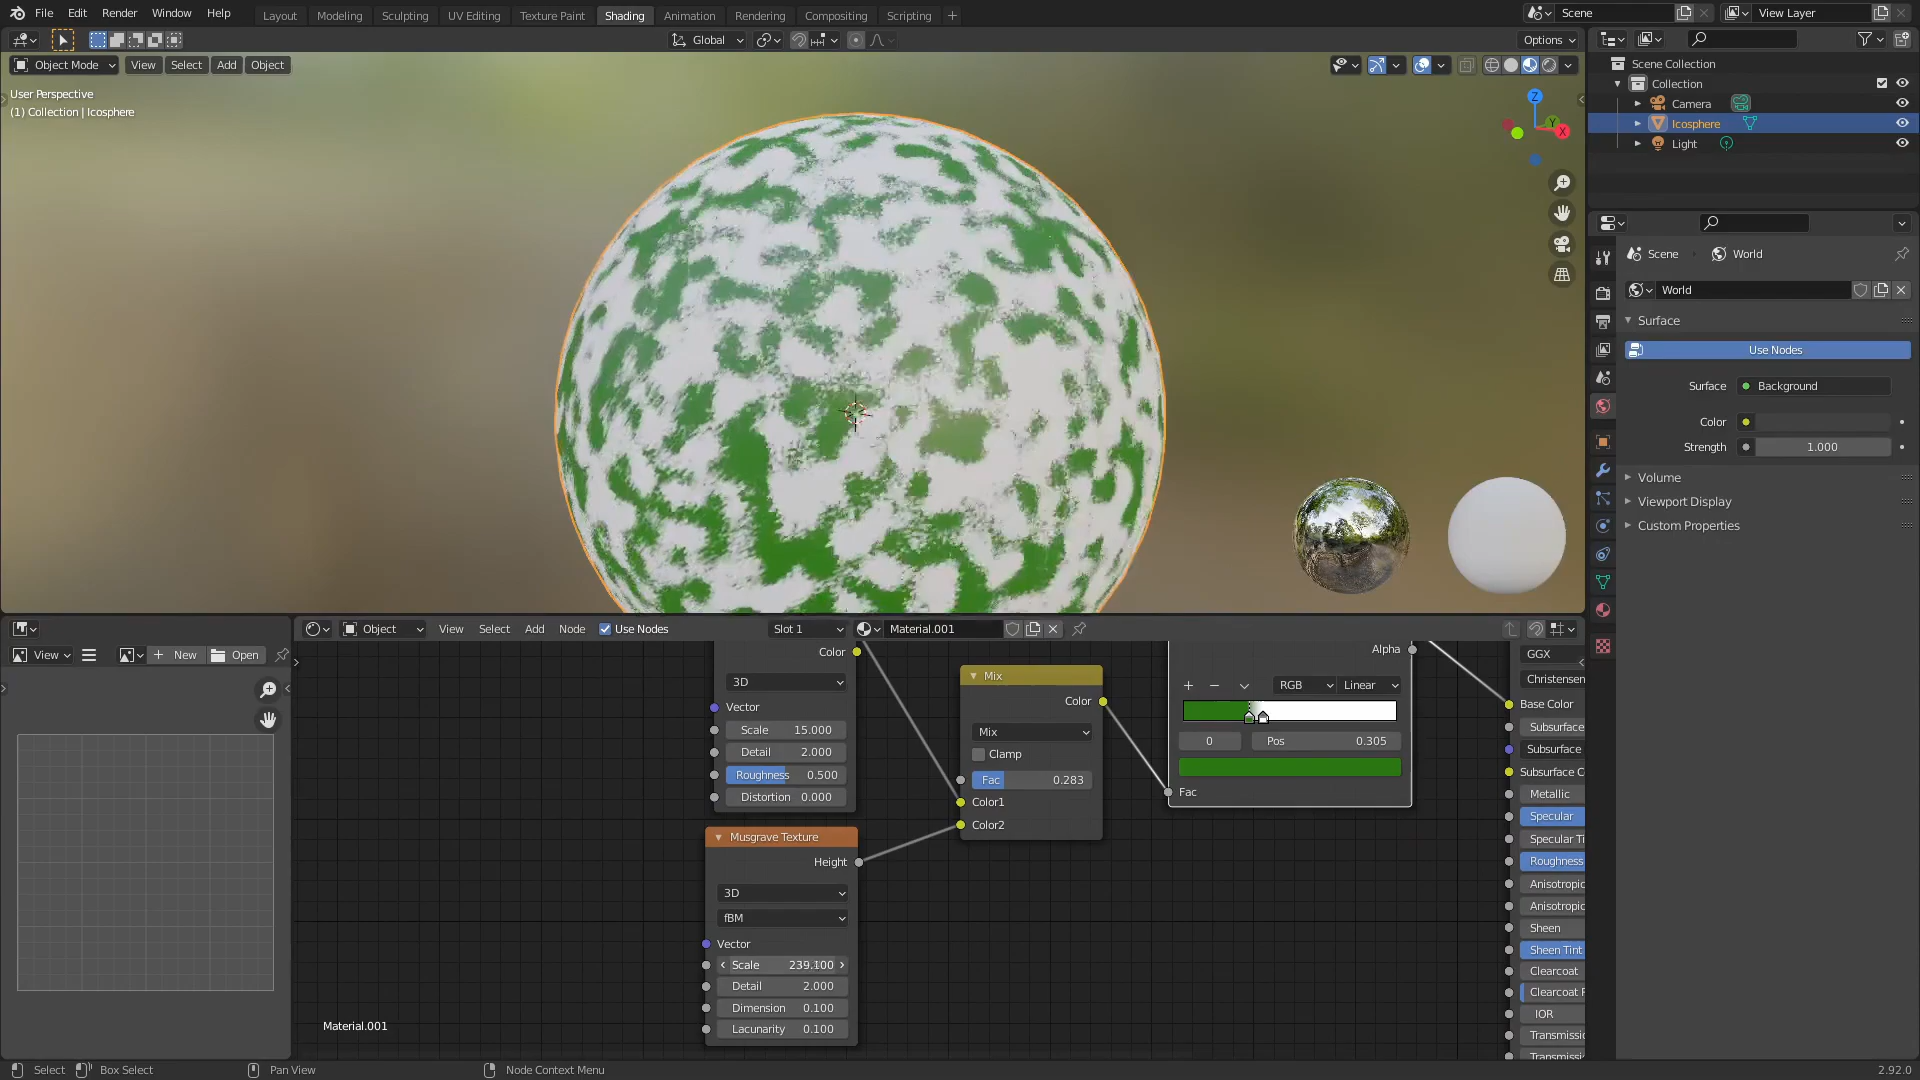 File Edit Render Window Help Layout Modeling Sculpting UV Editing Texture Paint Shading Animation Rendering Compositing Scripting + Scene View Layer
Global Options
Object Mode View Select Add Object
User Perspective
(1) Collection | Icosphere
Z
Y
X
Scene Collection
Collection
Camera
Icosphere
Light
Scene World
World
Surface
Use Nodes
Surface Background
Color
Strength 1.000
Volume
Viewport Display
Custom Properties
Object View Select Add Node Use Nodes Slot 1 Material.001
View New Open
Color
3D
Vector
Scale 15.000
Detail 2.000
Roughness 0.500
Distortion 0.000
Musgrave Texture
Height
3D
fBM
Vector
Scale 239.100
Detail 2.000
Dimension 0.100
Lacunarity 0.100
Mix
Color
Mix
Clamp
Fac 0.283
Color1
Color2
Alpha
RGB Linear
0 Pos 0.305
Fac
GGX
Christensen
Base Color
Subsurface
Subsurface
Subsurface C
Metallic
Specular
Specular Ti
Roughness
Anisotropic
Anisotropic
Sheen
Sheen Tint
Clearcoat
Clearcoat R
IOR
Transmissio
Transmissi
Material.001
Select Box Select Pan View Node Context Menu 2.92.0